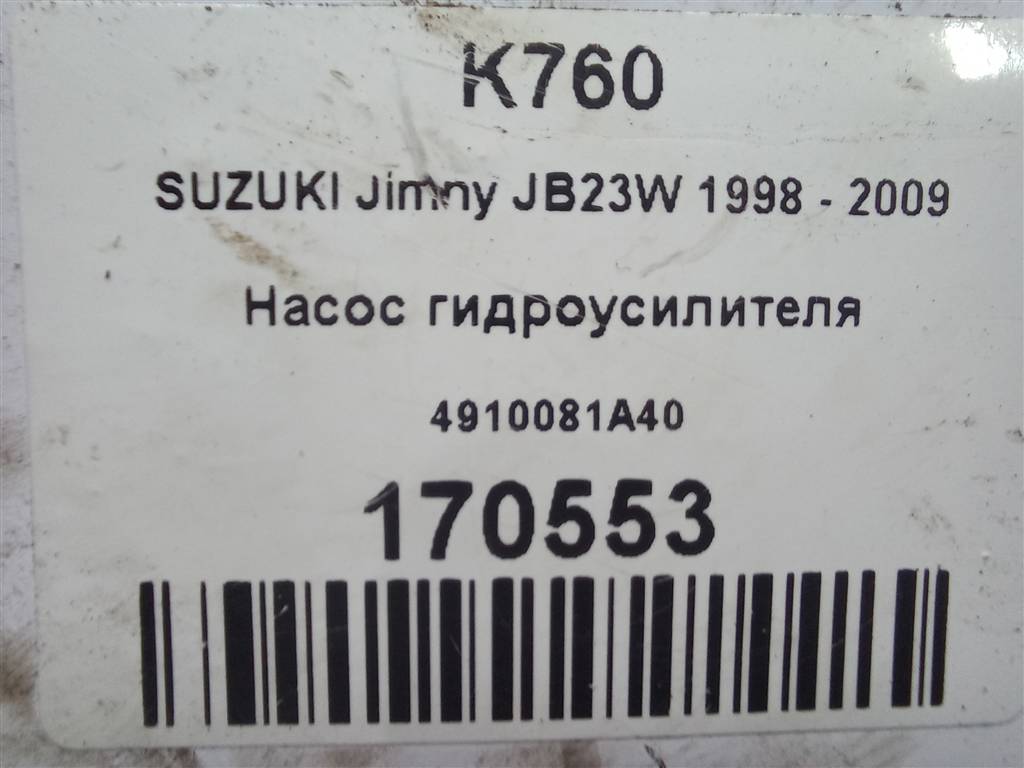 K760
SUZUKI Jimny JB23W 1998 - 2009
Насос гидроусилителя
4910081A40
170553